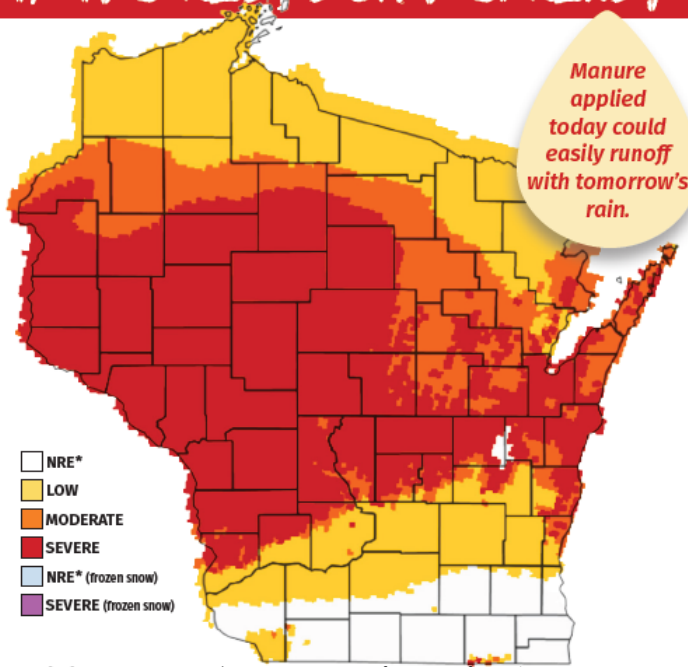 Manure
applied
today could
easily runoff
with tomorrow's
rain.
NRE*
LOW
MODERATE
SEVERE
NRE* (frozen snow)
SEVERE (frozen snow)